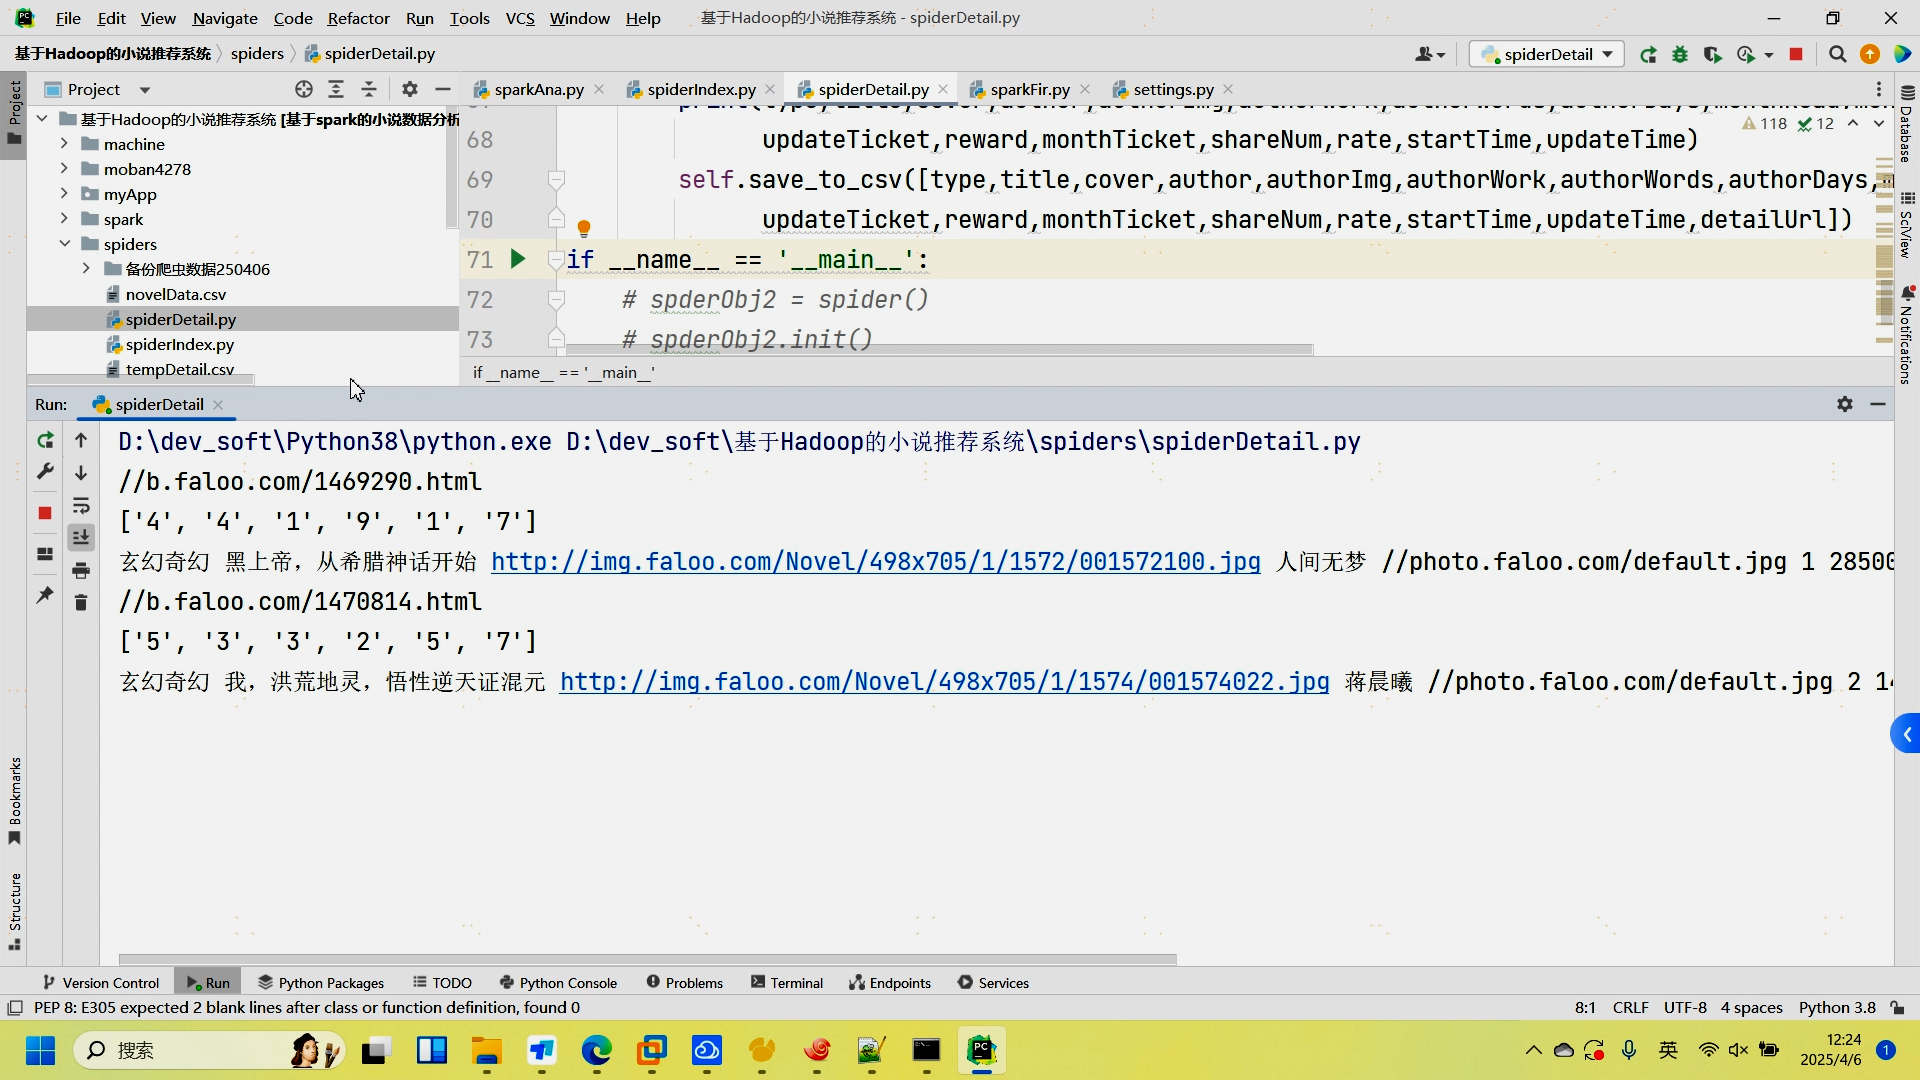 File Edit View Navigate Code Refactor Run Tools VCS Window Help 基于Hadoop的小说推荐系统 - spiderDetail.py
基于Hadoop的小说推荐系统 spiders spiderDetail.py
spiderDetail
Project
sparkAna.py spiderIndex.py spiderDetail.py sparkFir.py settings.py
Project
基于Hadoop的小说推荐系统 [基于spark的小说数据分析
machine
moban4278
myApp
spark
spiders
备份爬虫数据250406
novelData.csv
spiderDetail.py
spiderIndex.py
tempDetail.csv
118 12
68 updateTicket,reward,monthTicket,shareNum,rate,startTime,updateTime)
69 self.save_to_csv([type,title,cover,author,authorImg,authorWork,authorWords,authorDays,
70 updateTicket,reward,monthTicket,shareNum,rate,startTime,updateTime,detailUrl])
71 if __name__ == '__main__':
72 # spderObj2 = spider()
73 # spderObj2.init()
if __name__ == '__main__'
Database
SciView
Notifications
Run: spiderDetail
D:\dev_soft\Python38\python.exe D:\dev_soft\基于Hadoop的小说推荐系统\spiders\spiderDetail.py
//b.faloo.com/1469290.html
['4', '4', '1', '9', '1', '7']
玄幻奇幻 黑上帝，从希腊神话开始 http://img.faloo.com/Novel/498x705/1/1572/001572100.jpg 人间无梦 //photo.faloo.com/default.jpg 1 28500
//b.faloo.com/1470814.html
['5', '3', '3', '2', '5', '7']
玄幻奇幻 我，洪荒地灵，悟性逆天证混元 http://img.faloo.com/Novel/498x705/1/1574/001574022.jpg 蒋晨曦 //photo.faloo.com/default.jpg 2 14
Bookmarks
Structure
Version Control Run Python Packages TODO Python Console Problems Terminal Endpoints Services
PEP 8: E305 expected 2 blank lines after class or function definition, found 0
8:1 CRLF UTF-8 4 spaces Python 3.8
搜索
英
12:24
2025/4/6
1